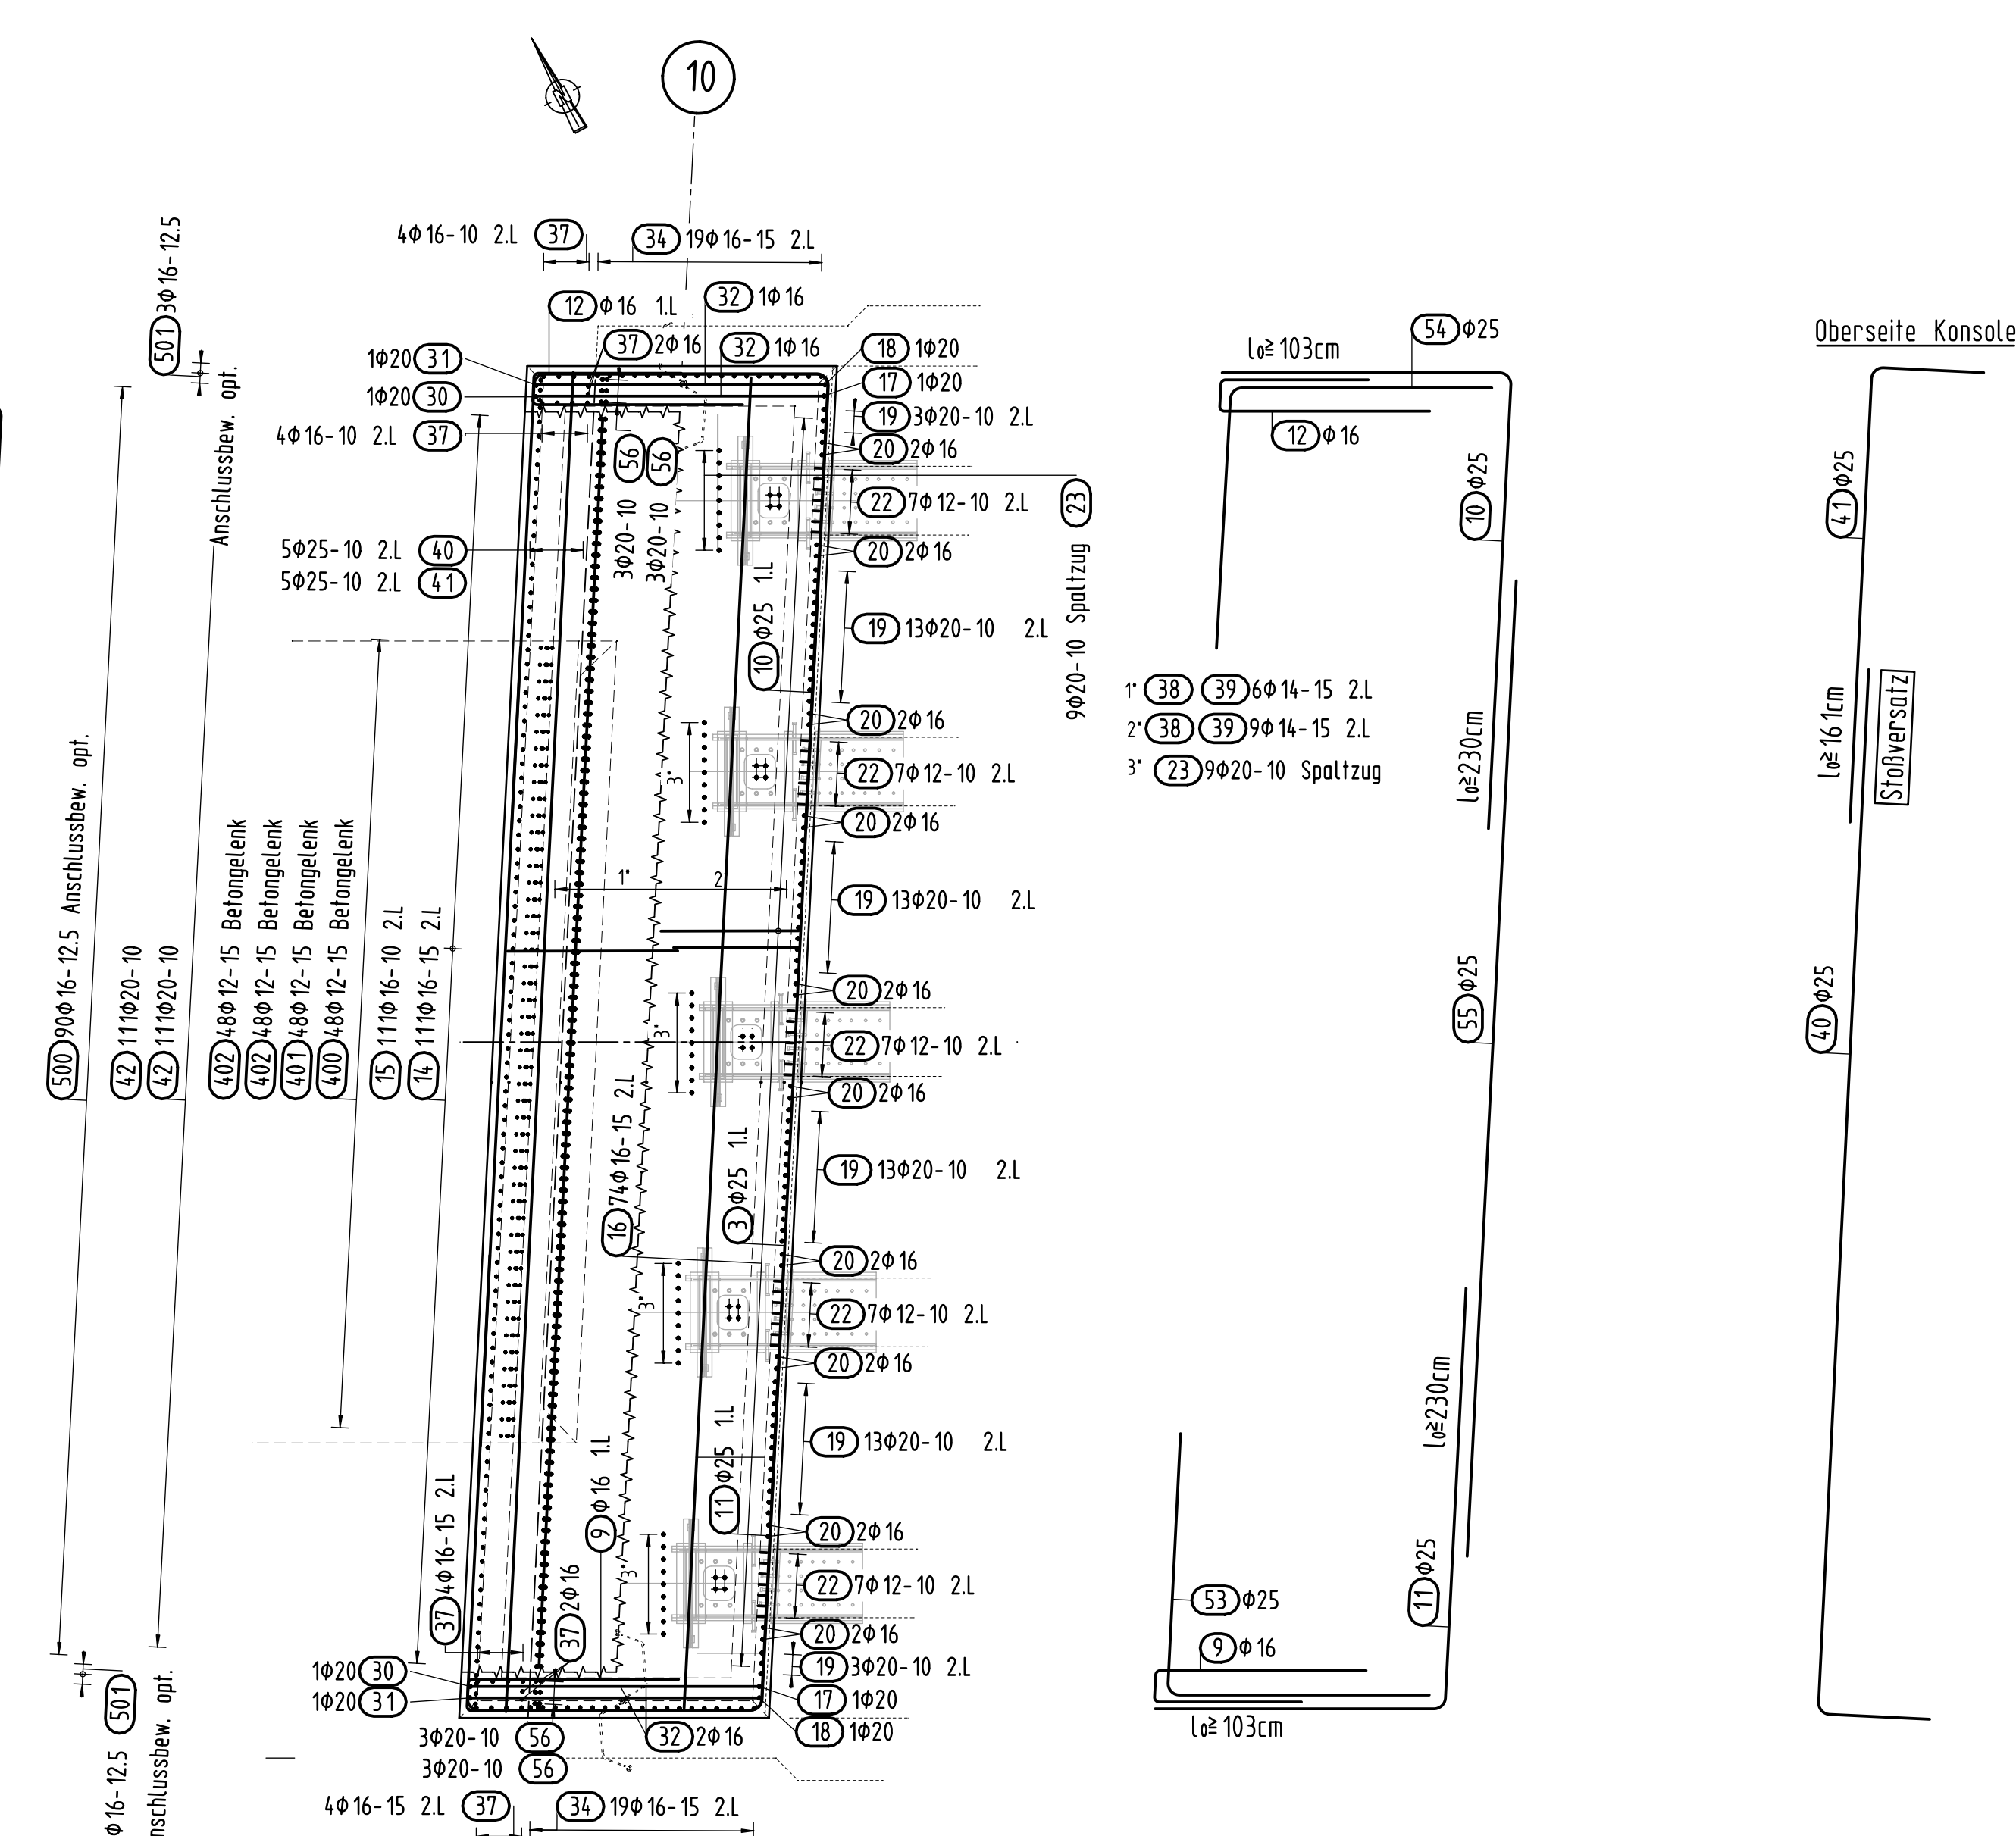 10
4Φ16-10 2.L 37
34 19Φ16-15 2.L
501 3Φ16-12.5
Anschlussbew. opt.
12 Φ16 1.L
32 1Φ16
37 2Φ16
32 1Φ16
1Φ20 31
1Φ20 30
4Φ16-10 2.L 37
18 1Φ20
17 1Φ20
19 3Φ20-10 2.L
20 2Φ16
22 7Φ12-10 2.L
20 2Φ16
3Φ20-10 56
3Φ20-10 56
5Φ25-10 2.L 40
5Φ25-10 2.L 41
10 Φ25 1.L
9Φ20-10 Spaltzug 23
19 13Φ20-10 2.L
20 2Φ16
3*
22 7Φ12-10 2.L
20 2Φ16
1*
2
19 13Φ20-10 2.L
500 90Φ16-12.5 Anschlussbew. opt.
42 111Φ20-10
42 111Φ20-10
402 48Φ12-15 Betongelenk
402 48Φ12-15 Betongelenk
401 48Φ12-15 Betongelenk
400 48Φ12-15 Betongelenk
15 111Φ16-10 2.L
14 111Φ16-15 2.L
20 2Φ16
3*
22 7Φ12-10 2.L
20 2Φ16
16 74Φ16-15 2.L
3 Φ25 1.L
19 13Φ20-10 2.L
20 2Φ16
3*
22 7Φ12-10 2.L
20 2Φ16
11 Φ25 1.L
19 13Φ20-10 2.L
9 Φ16 1.L
37 4Φ16-15 2.L
37 2Φ16
20 2Φ16
3*
22 7Φ12-10 2.L
20 2Φ16
19 3Φ20-10 2.L
17 1Φ20
18 1Φ20
1Φ20 30
1Φ20 31
3Φ20-10 56
3Φ20-10 56
32 2Φ16
4Φ16-15 2.L 37
34 19Φ16-15 2.L
Φ16-12.5 501
nschlussbew. opt.
l₀≧103cm
54 Φ25
12 Φ16
10 Φ25
1* 38 39 6Φ14-15 2.L
2* 38 39 9Φ14-15 2.L
3* 23 9Φ20-10 Spaltzug
l₀≧230cm
55 Φ25
l₀≧230cm
11 Φ25
53 Φ25
9 Φ16
l₀≧103cm
Oberseite Konsole
41 Φ25
l₀≧161cm
Stoßversatz
40 Φ25